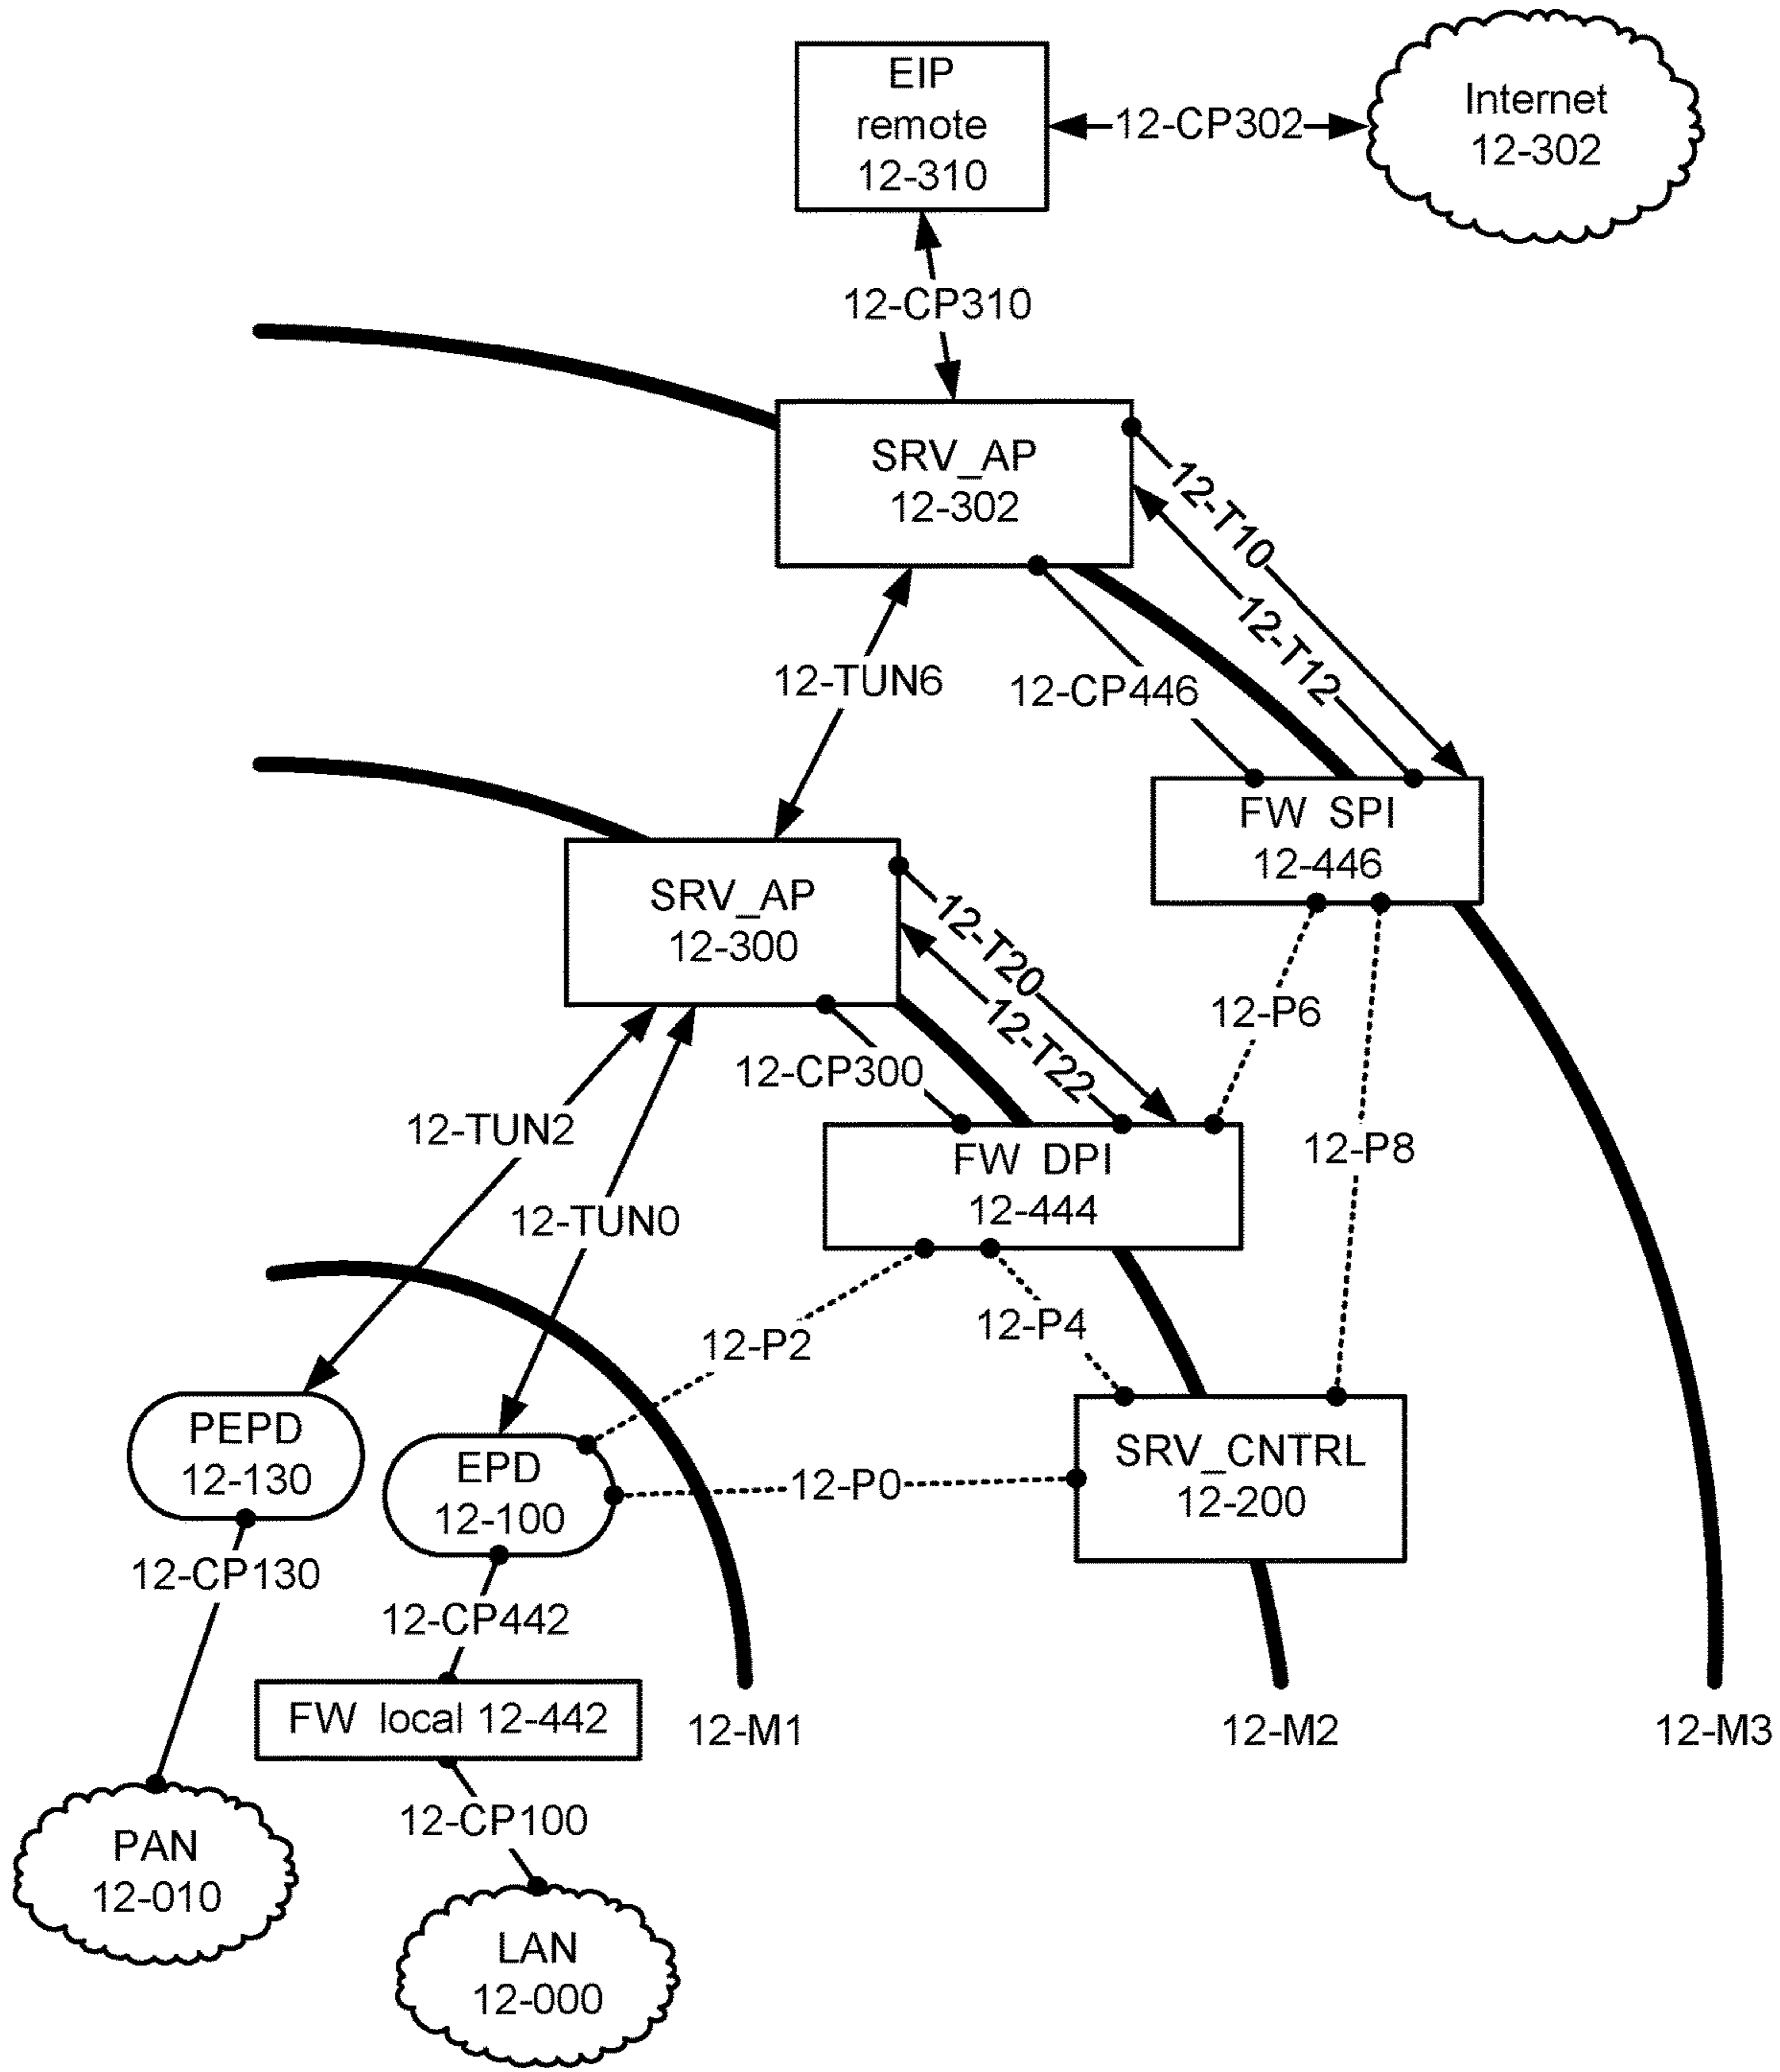 EIP
remote
12-310
12-CP302
Internet
12-302
12-CP310
SRV_AP
12-302
12-T10
12-T12
12-TUN6
12-CP446
FW SPI
12-446
SRV_AP
12-300
12-T20
12-T22
12-P6
12-CP300
12-TUN2
12-P8
FW DPI
12-444
12-TUN0
12-P2
12-P4
PEPD
12-130
EPD
12-100
12-P0
SRV_CNTRL
12-200
12-CP130
12-CP442
FW local 12-442
12-M1
12-M2
12-M3
12-CP100
PAN
12-010
LAN
12-000